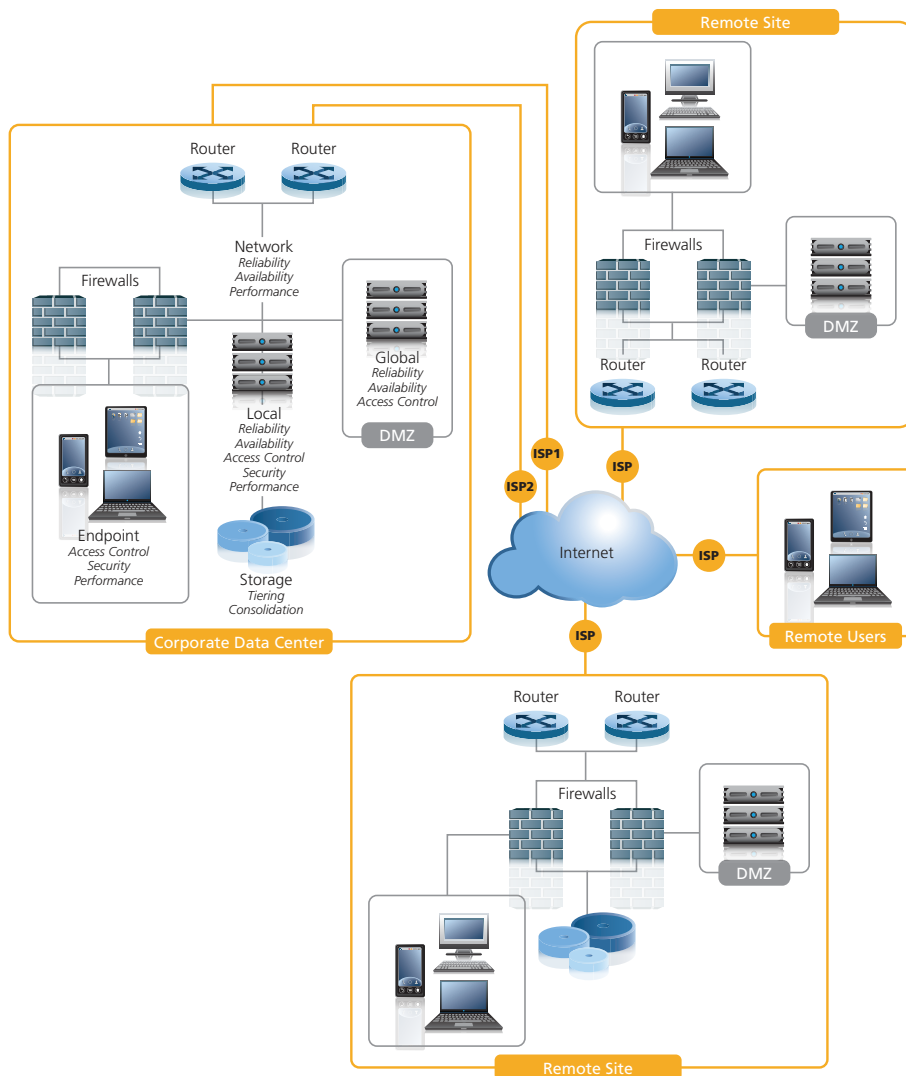 Remote Site
Firewalls
DMZ
Router
Router
Router
Router
Network
Reliability
Availability
Performance
Firewalls
Global
Reliability
Availability
Access Control
DMZ
Local
Reliability
Availability
Access Control
Security
Performance
Endpoint
Access Control
Security
Performance
Storage
Tiering
Consolidation
Corporate Data Center
ISP1
ISP2
ISP
Internet
ISP
Remote Users
ISP
Router
Router
Firewalls
DMZ
Remote Site